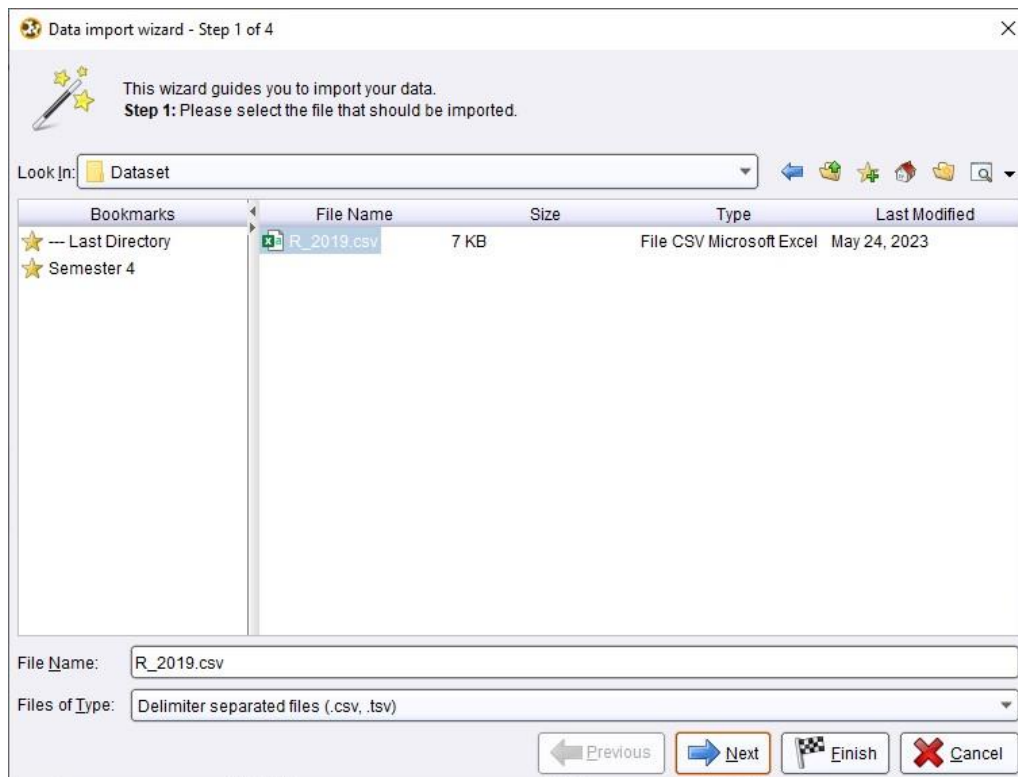 Data import wizard - Step 1 of 4
This wizard guides you to import your data.
Step 1: Please select the file that should be imported.
Look In: Dataset
Bookmarks File Name Size Type Last Modified
--- Last Directory R_2019.csv 7 KB File CSV Microsoft Excel May 24, 2023
Semester 4
File Name: R_2019.csv
Files of Type: Delimiter separated files (.csv, .tsv)
Previous Next Finish Cancel